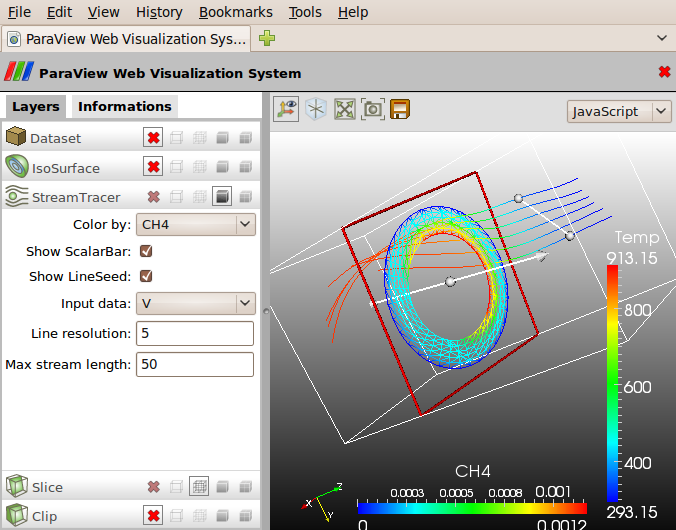 File Edit View History Bookmarks Tools Help
ParaView Web Visualization Sys...
ParaView Web Visualization System
Layers Informations
JavaScript
Dataset
IsoSurface
StreamTracer
Color by: CH4
Show ScalarBar:
Show LineSeed:
Input data: V
Line resolution: 5
Max stream length: 50
Slice
Clip
Temp
913.15
800
600
400
293.15
CH4
0.0003 0.0005 0.0008 0.001
0 0.0012
X Z Y